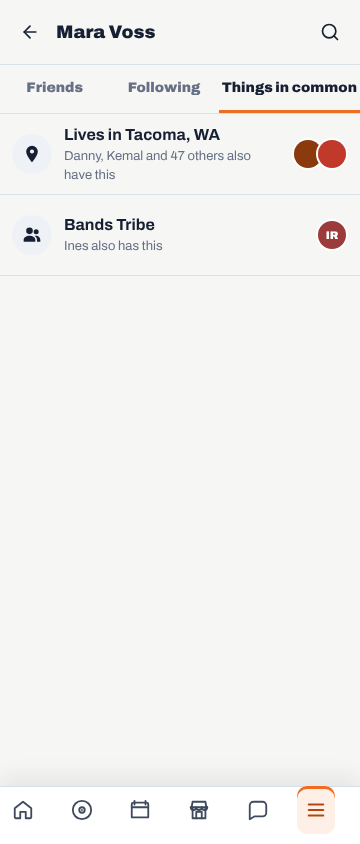 Mara Voss
Friends
Following
Things in common
Lives in Tacoma, WA
Danny, Kemal and 47 others also
have this
Bands Tribe
Ines also has this
IR